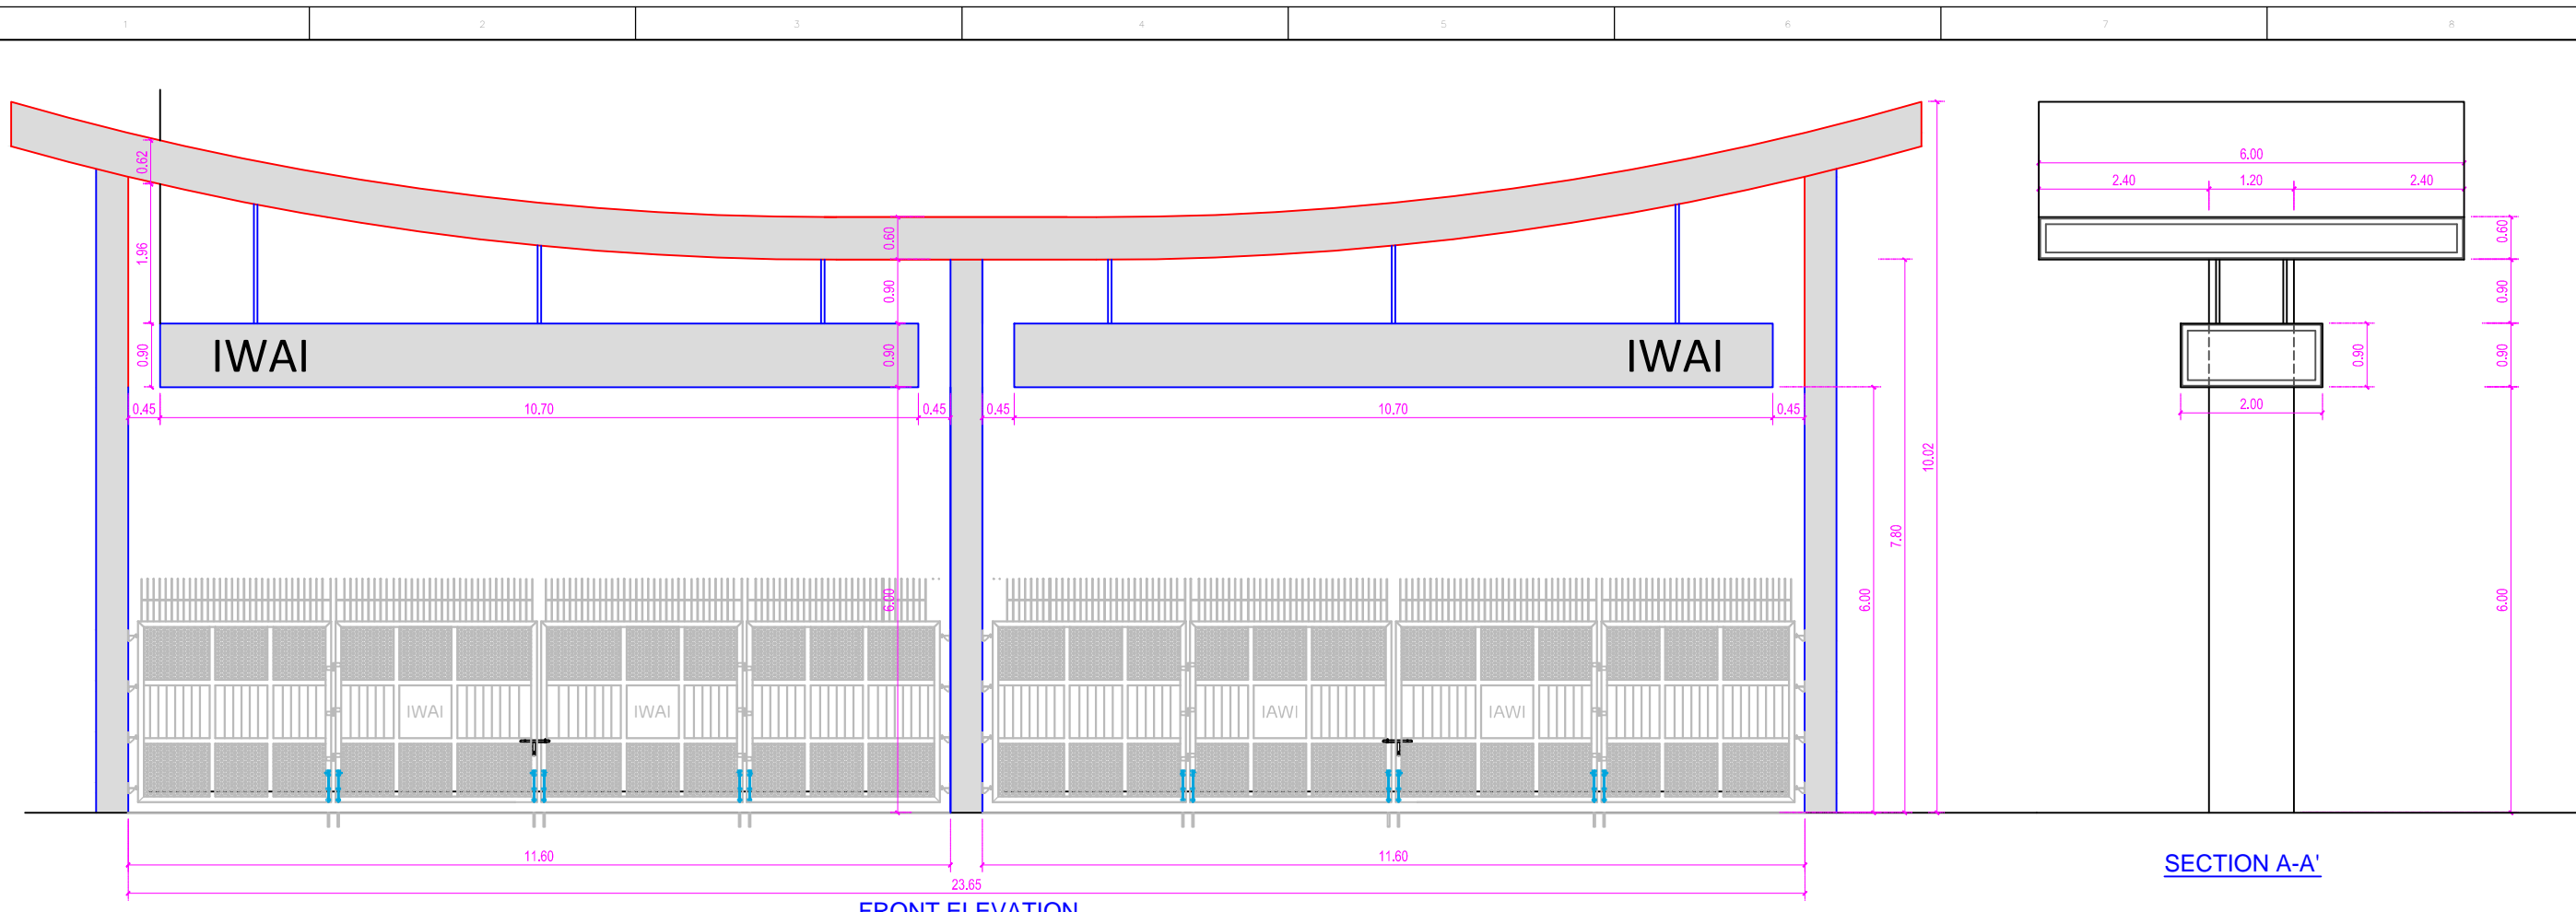 1 2 3 4 5 6 7 8
0.62
1.96
0.90
IWAI
0.60
0.90
0.90
6.00
IWAI
0.45 10.70 0.45 0.45 10.70 0.45
IWAI IWAI IAWI IAWI
6.00
7.80
10.02
11.60 11.60
23.65
FRONT ELEVATION
6.00
2.40 1.20 2.40
0.60
0.90
0.90
0.90
2.00
6.00
SECTION A-A'